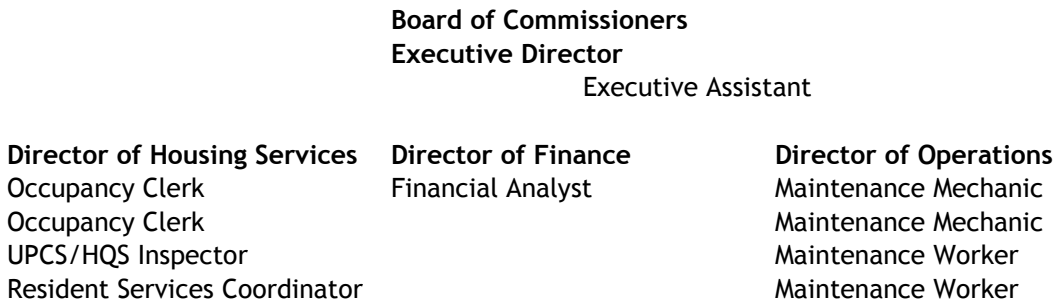 Board of Commissioners
Executive Director
Executive Assistant
Director of Housing Services Director of Finance Director of Operations
Occupancy Clerk Financial Analyst Maintenance Mechanic
Occupancy Clerk Maintenance Mechanic
UPCS/HQS Inspector Maintenance Worker
Resident Services Coordinator Maintenance Worker